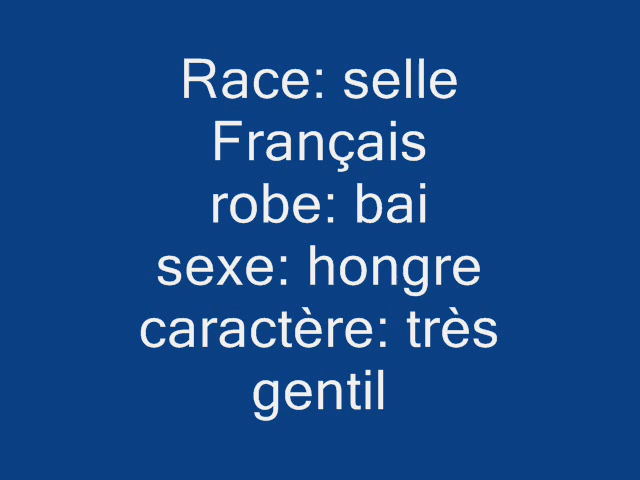 Race: selle
Français
robe: bai
sexe: hongre
caractère: très
gentil